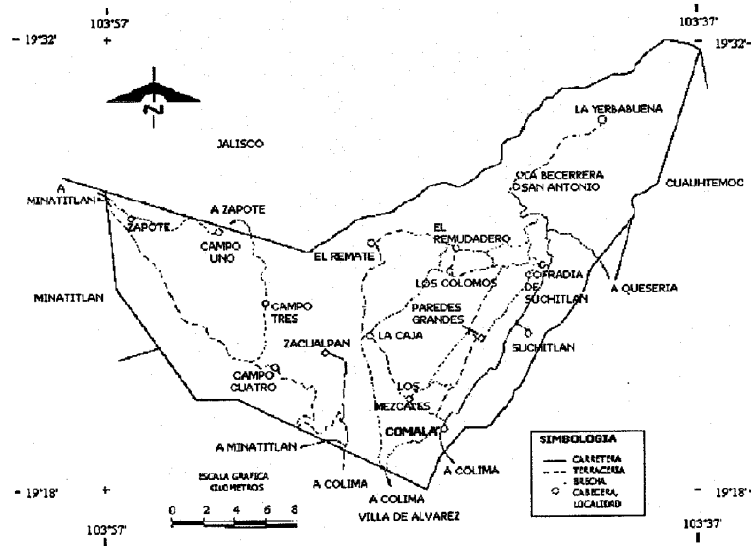 103°57'
103°37'
19°32'
19°32'
LA YERBABUENA
Z
JALISCO
LA BECERRERA
SAN ANTONIO
CUAUHTEMOC
A
MINATITLAN
A ZAPOTE
ZAPOTE
CAMPO
UNO
EL
REMUDADERO
EL REMATE
COFRADIA
DE
SUCHITLAN
A QUESERIA
LOS COLOMOS
MINATITLAN
CAMPO
TRES
PAREDES
GRANDES
ZACUALPAN
LA CAJA
SUCHITLAN
CAMPO
CUATRO
LOS
MEZCALES
COMALA
A MINATITLAN
A COLIMA
A COLIMA
A COLIMA
VILLA DE ALVAREZ
ESCALA GRAFICA
KILOMETROS
0 2 4 6 8
SIMBOLOGIA
CARRETERA
TERRACERIA
BRECHA
CABECERA,
LOCALIDAD
19°18'
19°18'
103°57'
103°37'